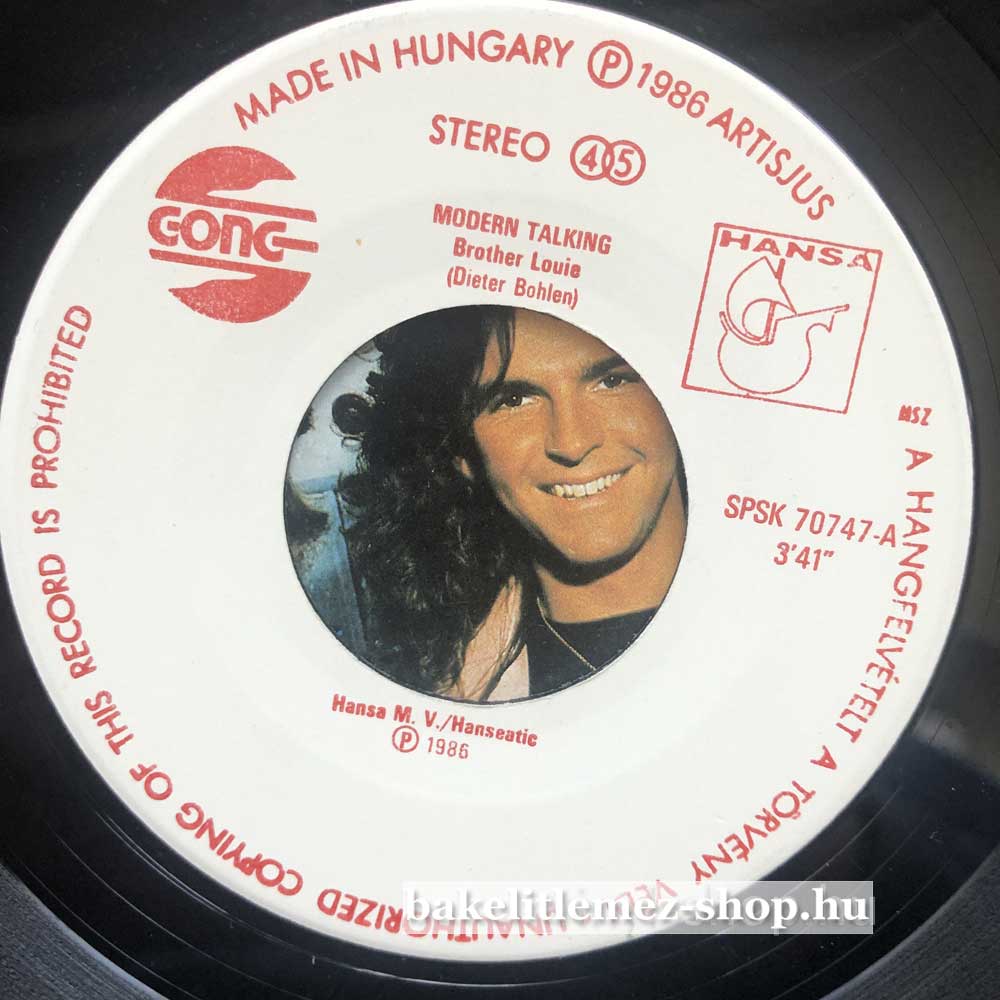 MADE IN HUNGARY Ⓟ 1986 ARTISJUS
STEREO 45
GONG
HANSA
MODERN TALKING
Brother Louie
(Dieter Bohlen)
MSZ
SPSK 70747-A
3'41"
Hansa M. V./Hanseatic
Ⓟ 1986
A HANGFELVÉTELT A TÖRVÉNY
UNAUTHORIZED COPYING OF THIS RECORD IS PROHIBITED
bakelitlemez-shop.hu